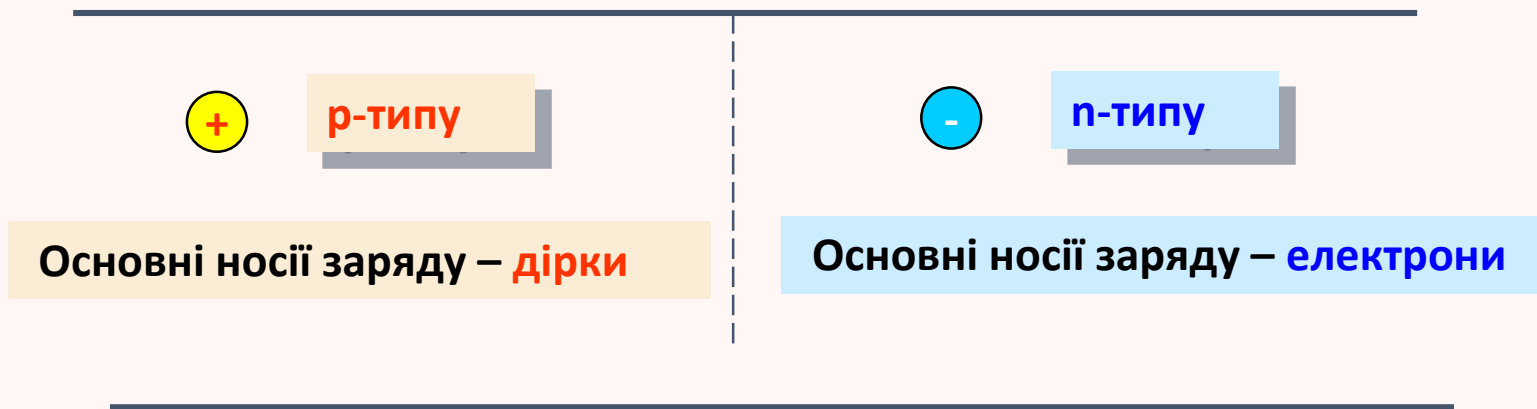 +
р-типу
-
n-типу
Основні носії заряду – дірки
Основні носії заряду – електрони